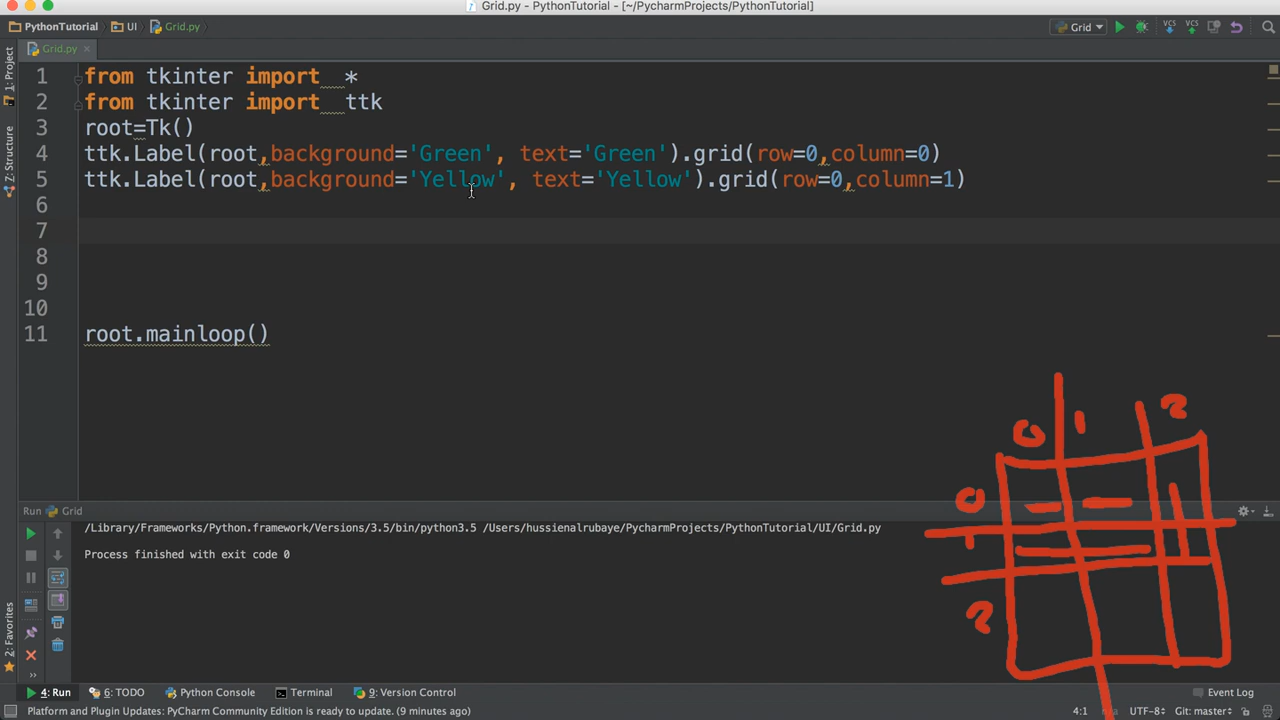 Grid.py - PythonTutorial - [~/PycharmProjects/PythonTutorial]
PythonTutorial UI Grid.py Grid VCS VCS
Grid.py
1: Project
7: Structure
2: Favorites
1 from tkinter import *
2 from tkinter import ttk
3 root=Tk()
4 ttk.Label(root,background='Green', text='Green').grid(row=0,column=0)
5 ttk.Label(root,background='Yellow', text='Yellow').grid(row=0,column=1)
6
7
8
9
10
11 root.mainloop()
0 1 2
0
1
2
Run Grid
/Library/Frameworks/Python.framework/Versions/3.5/bin/python3.5 /Users/hussienalrubaye/PycharmProjects/PythonTutorial/UI/Grid.py
Process finished with exit code 0
4: Run 6: TODO Python Console Terminal 9: Version Control Event Log
Platform and Plugin Updates: PyCharm Community Edition is ready to update. (9 minutes ago) 4:1 UTF-8 Git: master